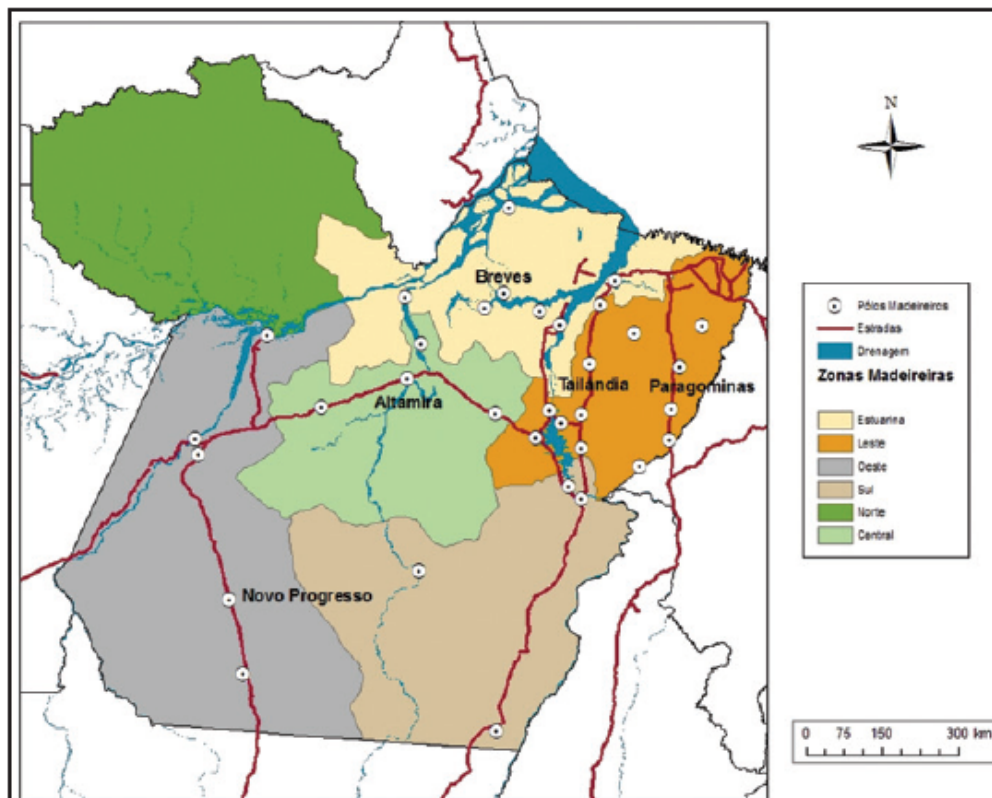 N
Breves
Tailândia
Paragominas
Altamira
Novo Progresso
Pólos Madeireiros
Estradas
Drenagem
Zonas Madeireiras
Estuarina
Leste
Oeste
Sul
Norte
Central
0 75 150 300 km